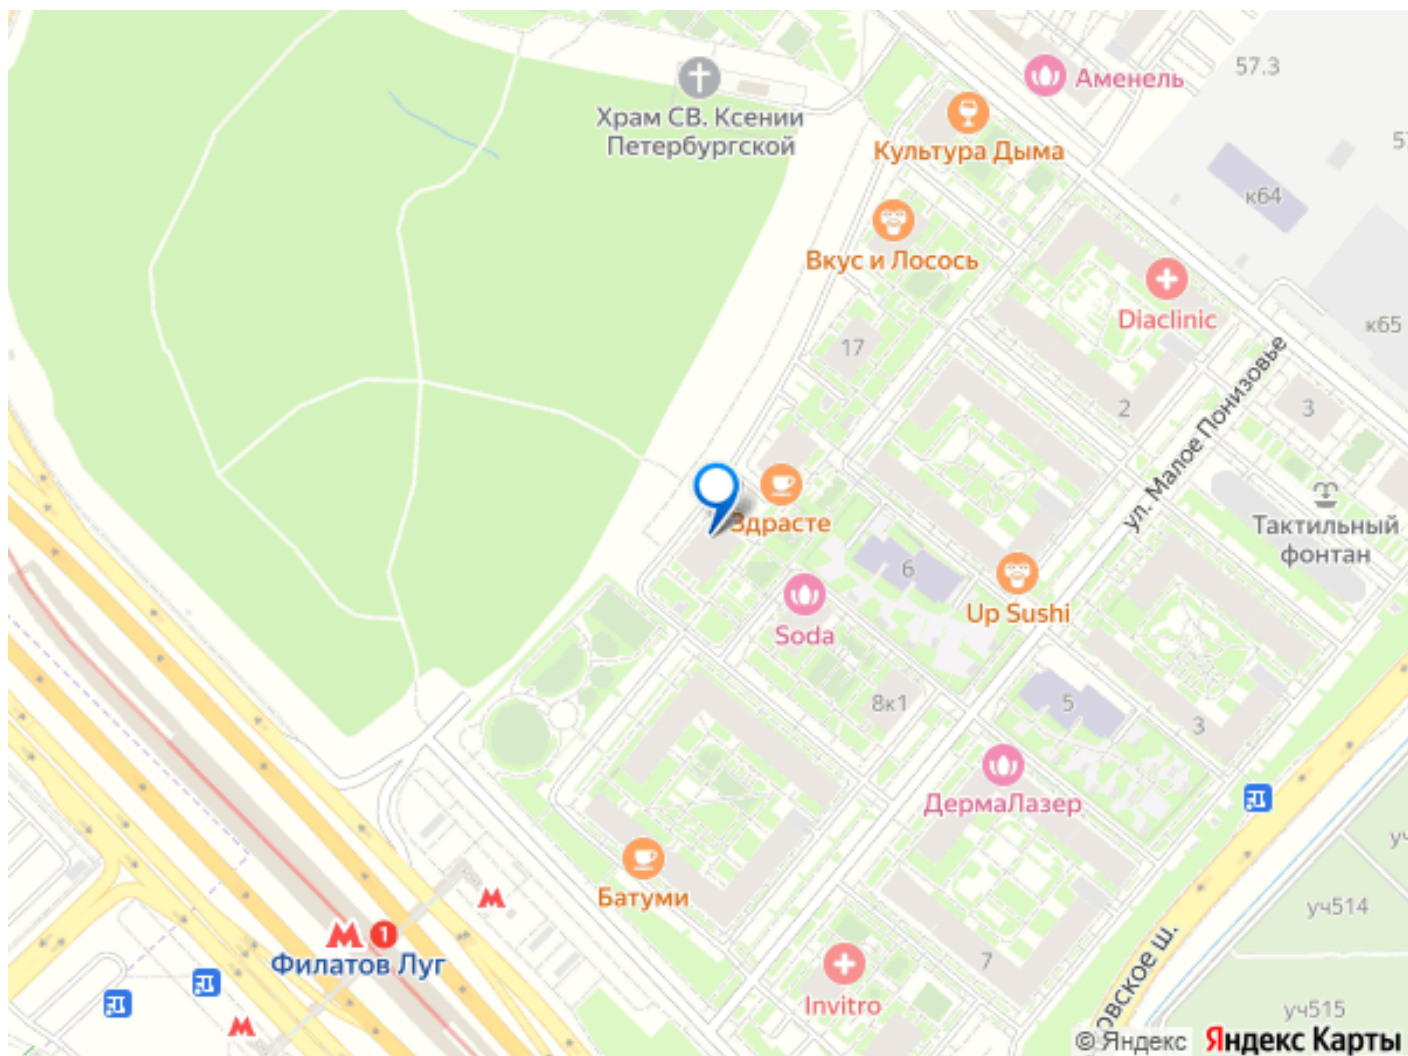 57.3
Аменель
Храм СВ. Ксении
Петербургской
Культура Дыма
к64
Вкус и Лосось
Diaclinic
к65
17
2
3
ул. Малое Понизовье
Здрасте
Тактильный
фонтан
6
Up Sushi
Soda
8к1
5
3
ДермаЛазер
Батуми
уч514
М 1
Филатов Луг
7
Invitro
овское ш.
уч515
© Яндекс Яндекс Карты